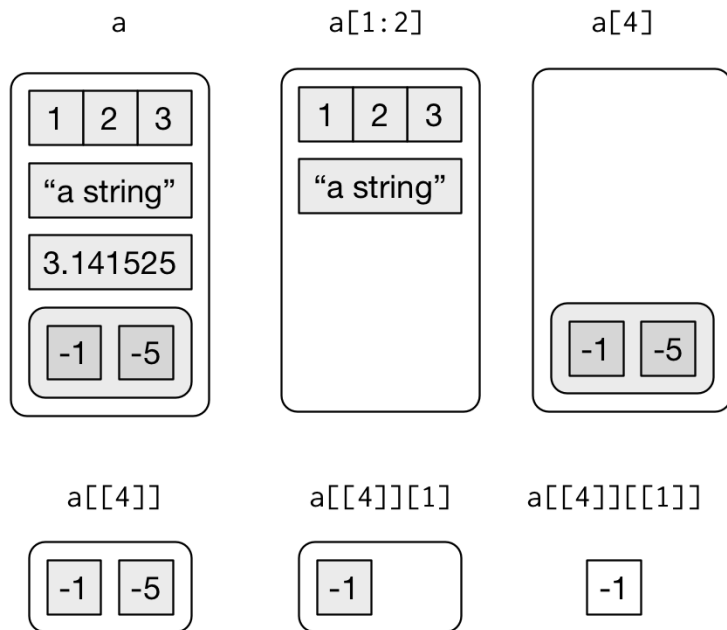 a a[1:2] a[4]
1 2 3 1 2 3
“a string” “a string”
3.141525
-1 -5 -1 -5
a[[4]] a[[4]][1] a[[4]][[1]]
-1 -5 -1 -1